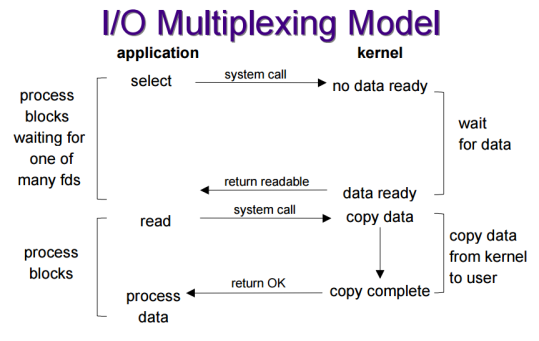 I/O Multiplexing Model
application
kernel
select
system call
no data ready
process
blocks
waiting for
one of
many fds
wait
for data
return readable
data ready
read
system call
copy data
process
blocks
copy data
from kernel
to user
return OK
copy complete
process
data